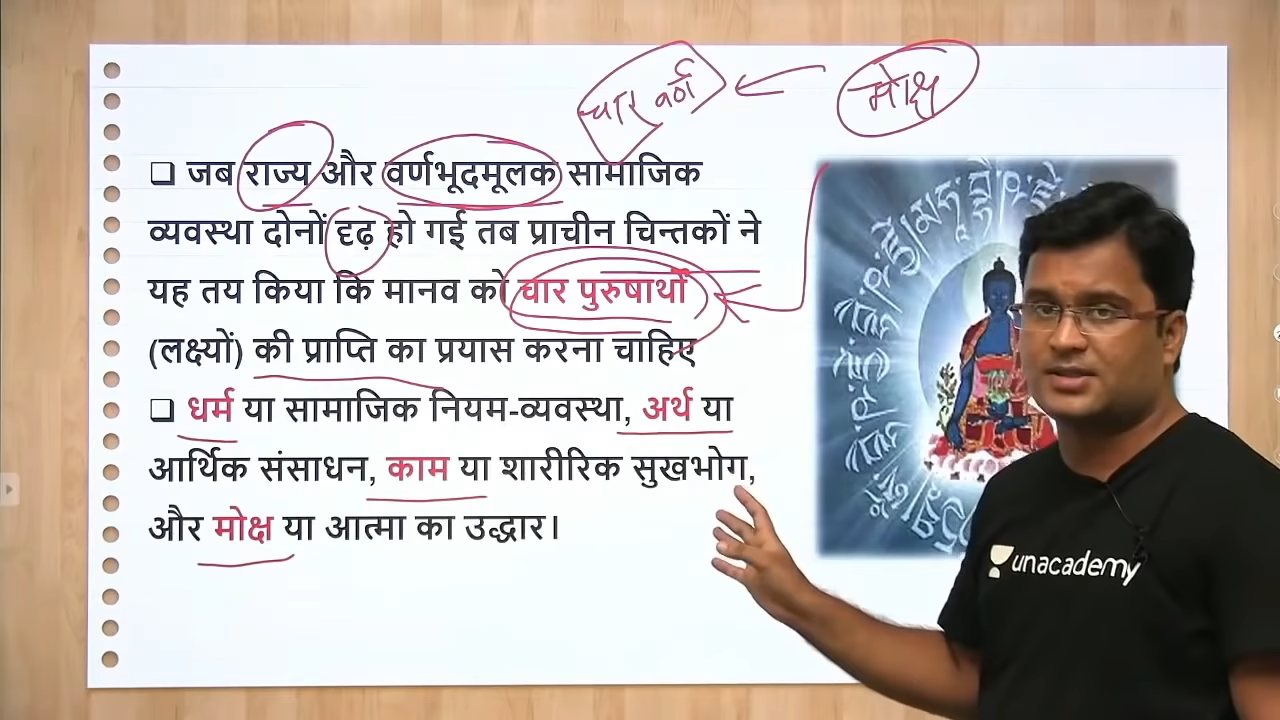 चार वर्ण
मोक्ष
❑ जब राज्य और वर्णभूदमूलक सामाजिक
व्यवस्था दोनों दृढ़ हो गई तब प्राचीन चिन्तकों ने
यह तय किया कि मानव को चार पुरुषार्थो
(लक्ष्यों) की प्राप्ति का प्रयास करना चाहिए
❑ धर्म या सामाजिक नियम-व्यवस्था, अर्थ या
आर्थिक संसाधन, काम या शारीरिक सुखभोग,
और मोक्ष या आत्मा का उद्धार।
unacademy